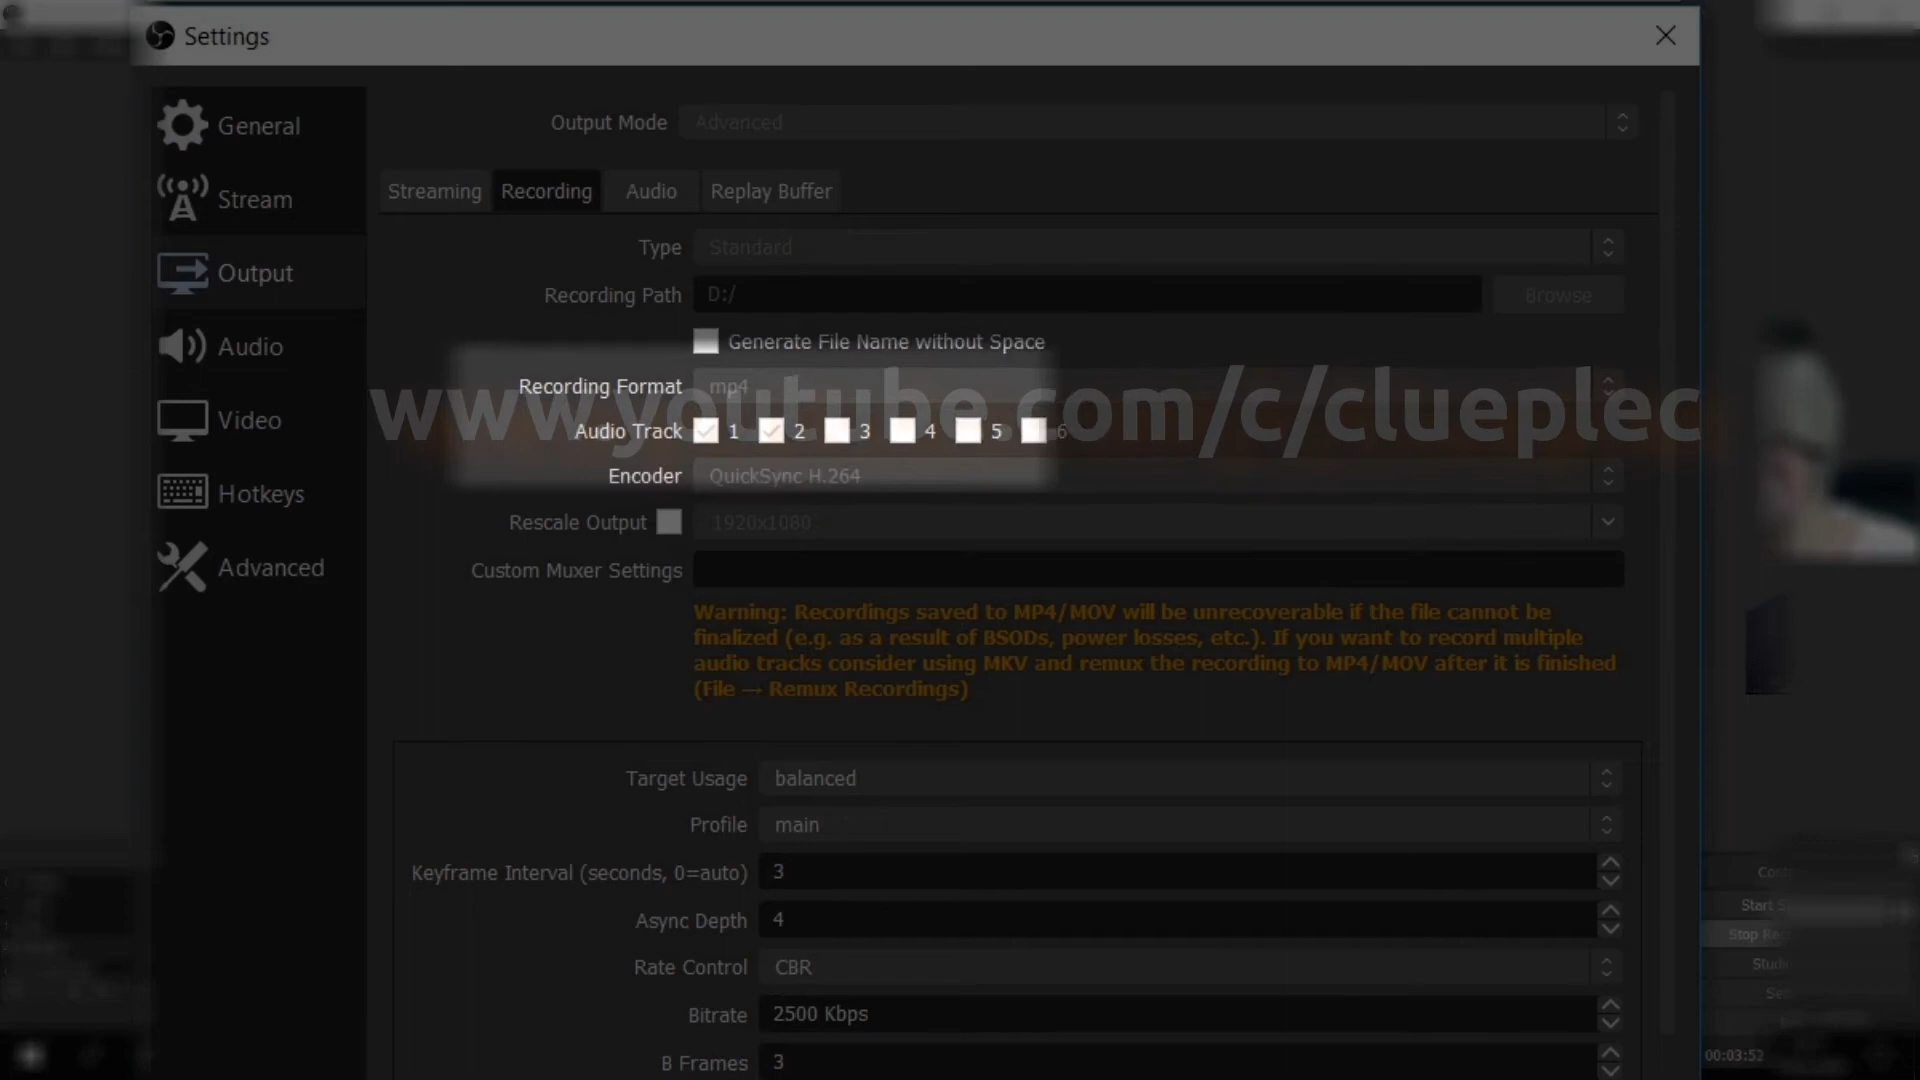 Settings
General
Stream
Output
Audio
Video
Hotkeys
Advanced
Output Mode Advanced
Streaming Recording Audio Replay Buffer
Type Standard
Recording Path D:/ Browse
Generate File Name without Space
Recording Format mp4
www.youtube.com/c/clueplec
Audio Track 1 2 3 4 5 6
Encoder QuickSync H.264
Rescale Output 1920x1080
Custom Muxer Settings
Warning: Recordings saved to MP4/MOV will be unrecoverable if the file cannot be
finalized (e.g. as a result of BSODs, power losses, etc.). If you want to record multiple
audio tracks consider using MKV and remux the recording to MP4/MOV after it is finished
(File → Remux Recordings)
Target Usage balanced
Profile main
Keyframe Interval (seconds, 0=auto) 3
Async Depth 4
Rate Control CBR
Bitrate 2500 Kbps
B Frames 3
Start
Stop
00:03:52